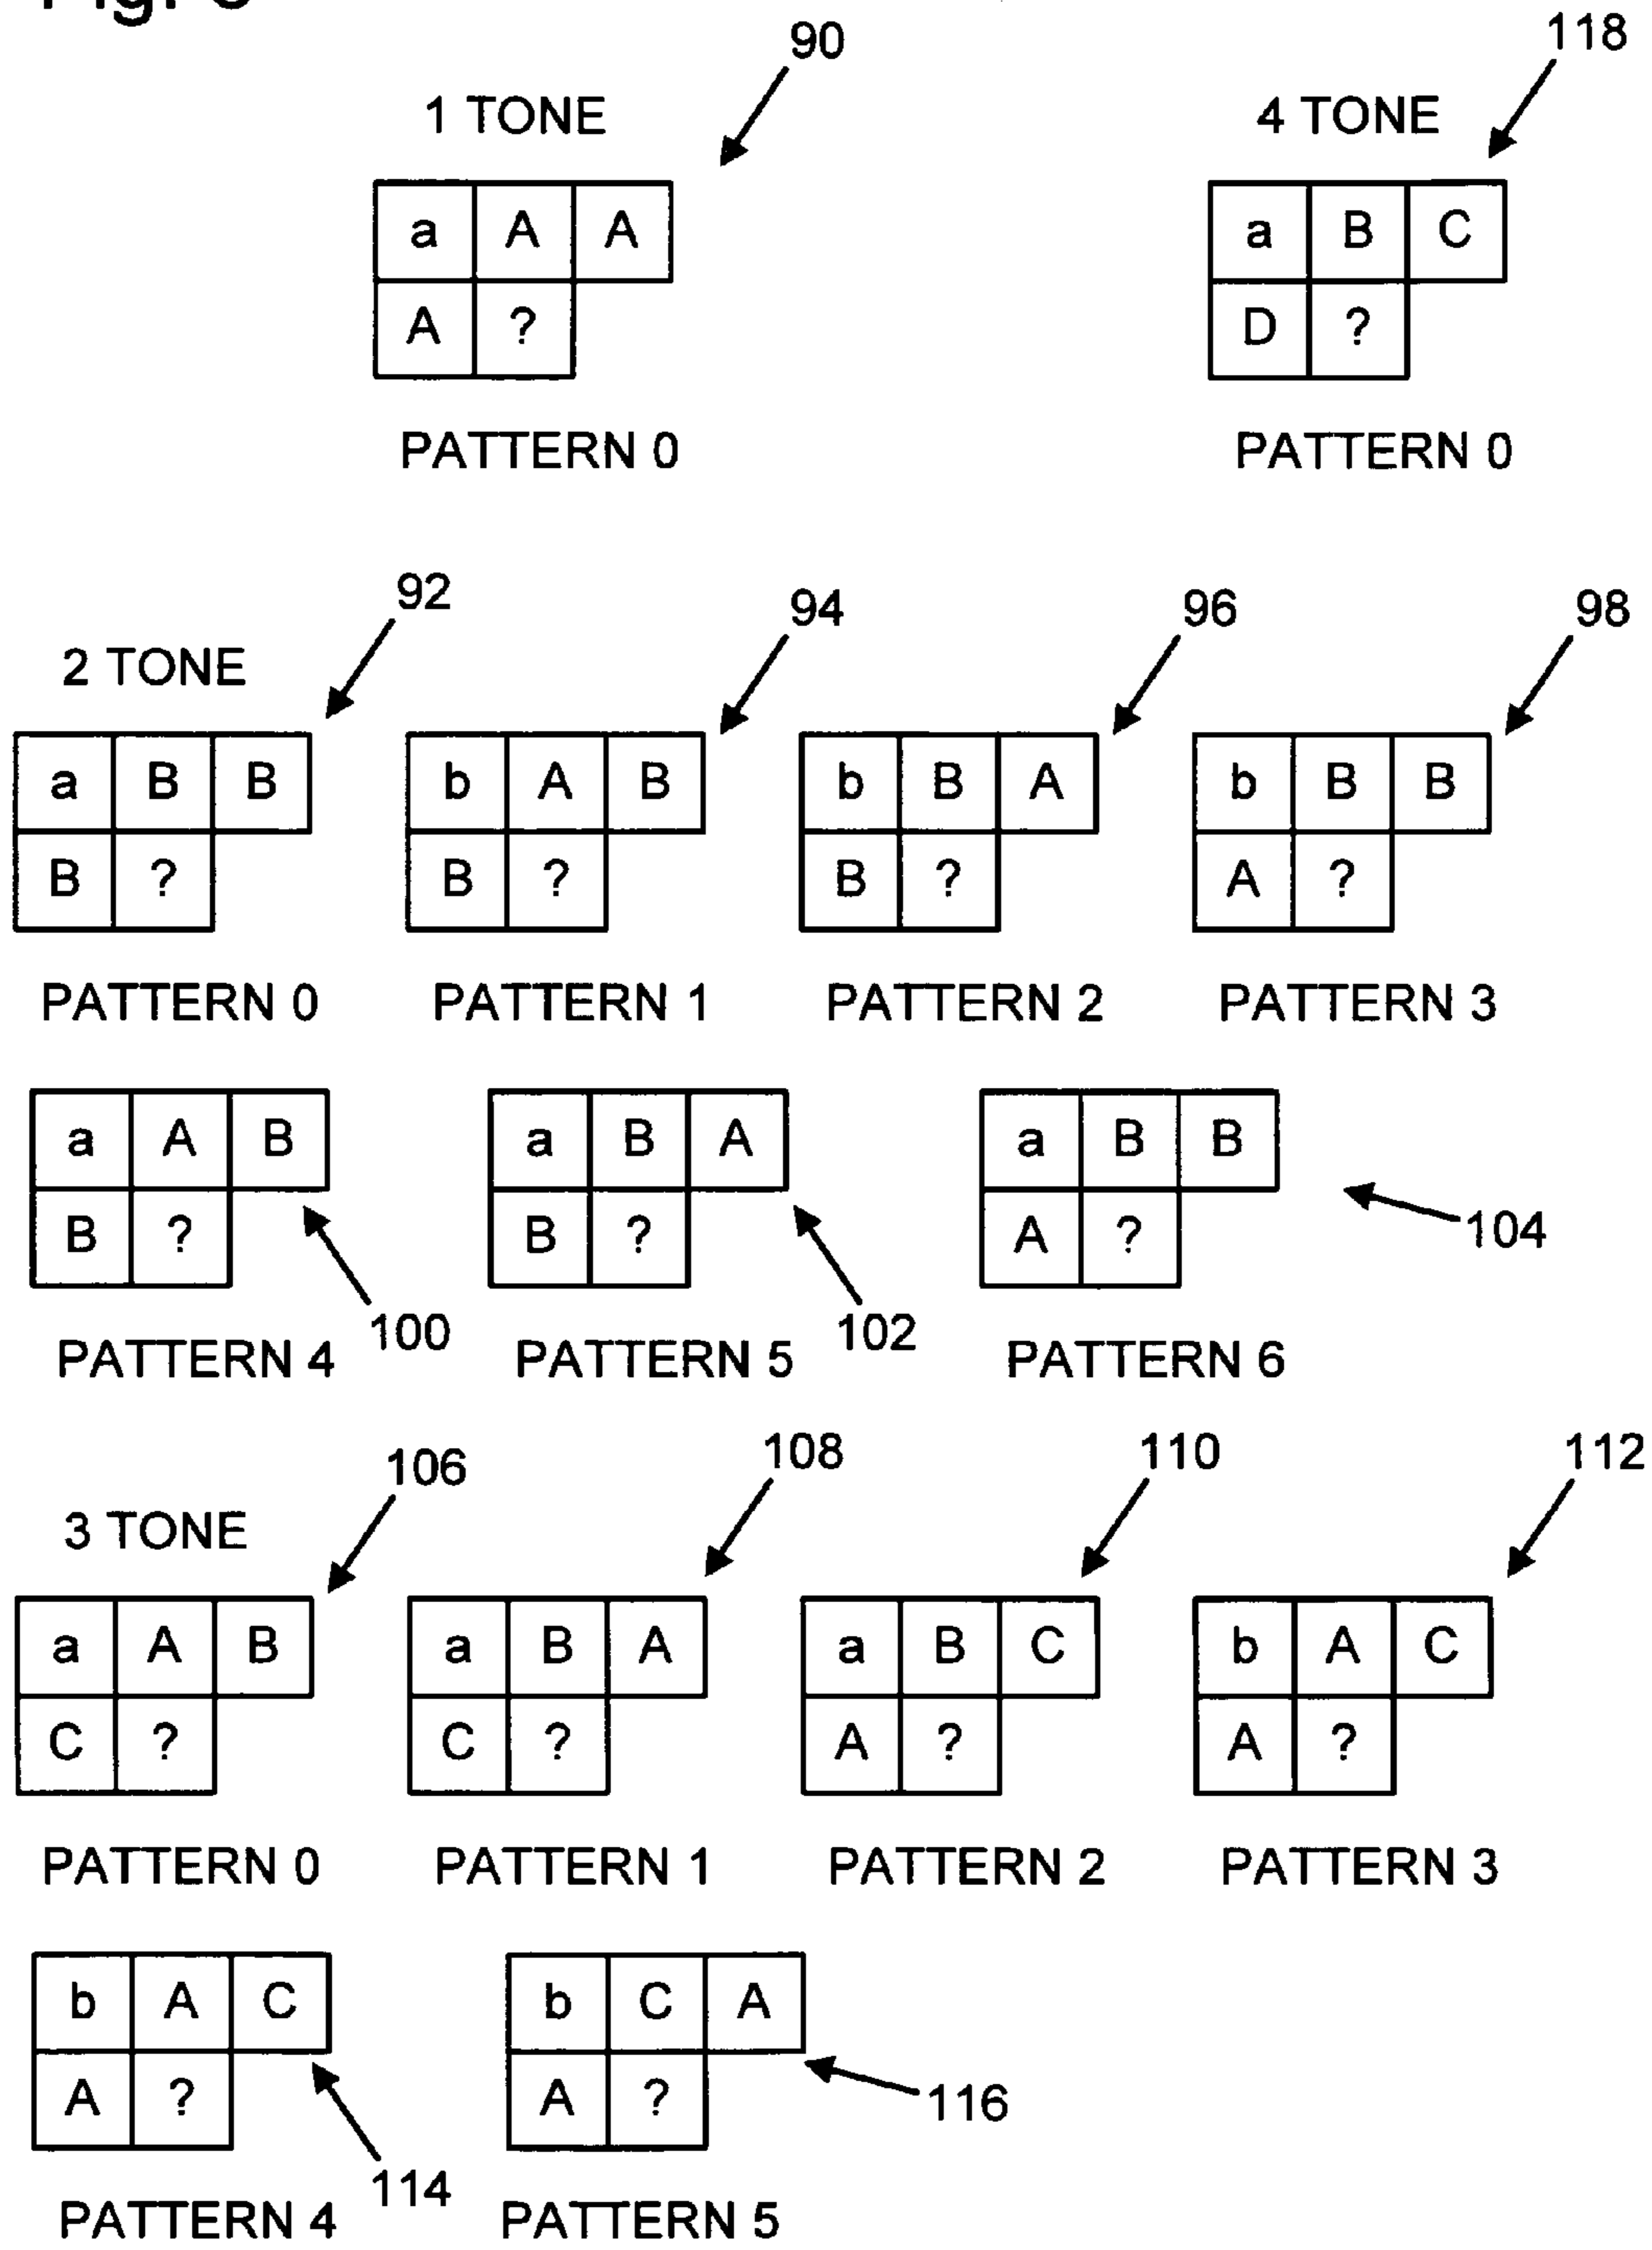 90 118
1 TONE 4 TONE
a A A a B C
A ? D ?
PATTERN 0 PATTERN 0
92 94 96 98
2 TONE
a B B b A B b B A b B B
B ? B ? B ? A ?
PATTERN 0 PATTERN 1 PATTERN 2 PATTERN 3
a A B a B A a B B
B ? B ? A ? 104
100 102
PATTERN 4 PATTERN 5 PATTERN 6
106 108 110 112
3 TONE
a A B a B A a B C b A C
C ? C ? A ? A ?
PATTERN 0 PATTERN 1 PATTERN 2 PATTERN 3
b A C b C A
A ? A ? 116
114
PATTERN 4 PATTERN 5